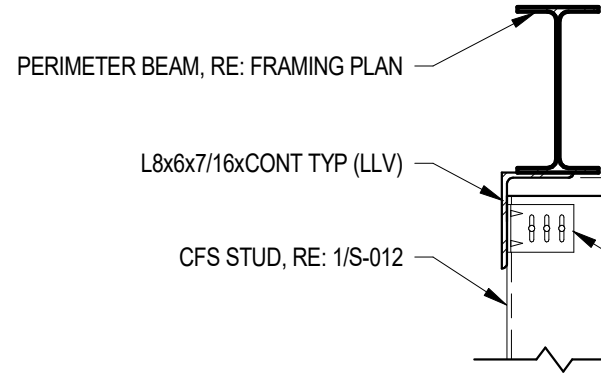 PERIMETER BEAM, RE: FRAMING PLAN
L8x6x7/16xCONT TYP (LLV)
CFS STUD, RE: 1/S-012